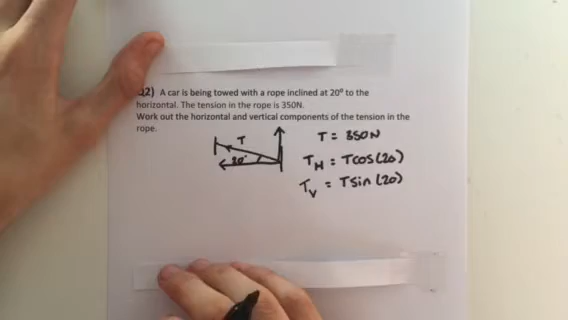 Q2) A car is being towed with a rope inclined at 20⁰ to the
horizontal. The tension in the rope is 350N.
Work out the horizontal and vertical components of the tension in the
rope.
T
20°
T = 350N
T_H = Tcos(20)
T_V = Tsin(20)